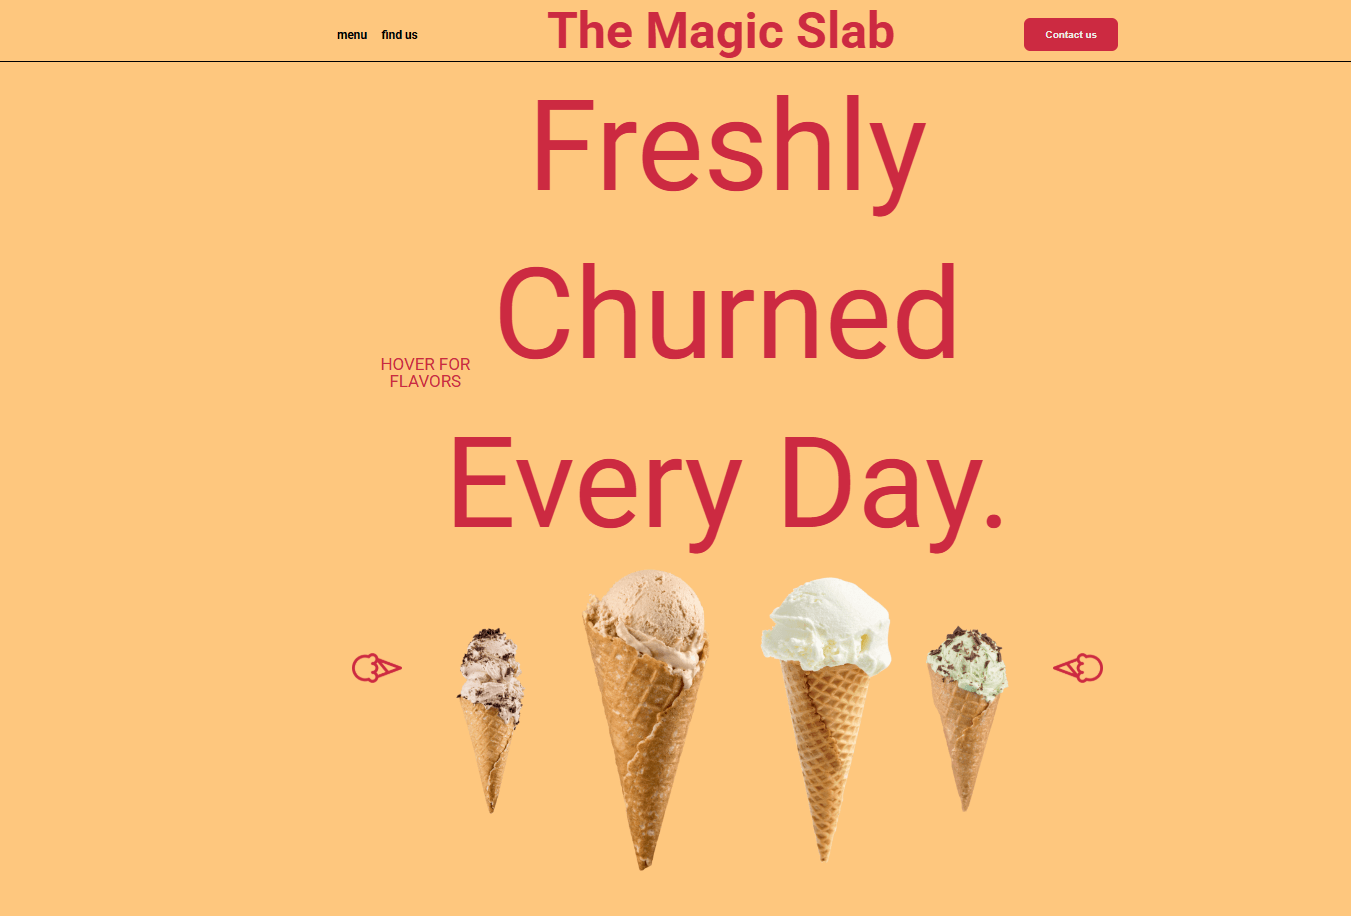 menu find us
The Magic Slab
Contact us
Freshly
Churned
HOVER FOR
FLAVORS
Every Day.